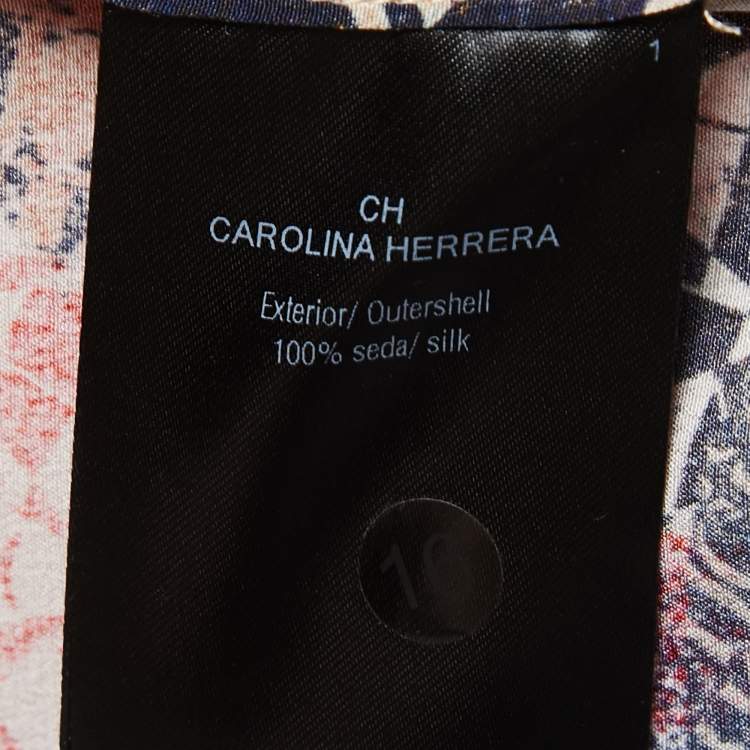 1
CH
CAROLINA HERRERA
Exterior/ Outershell
100% seda/ silk